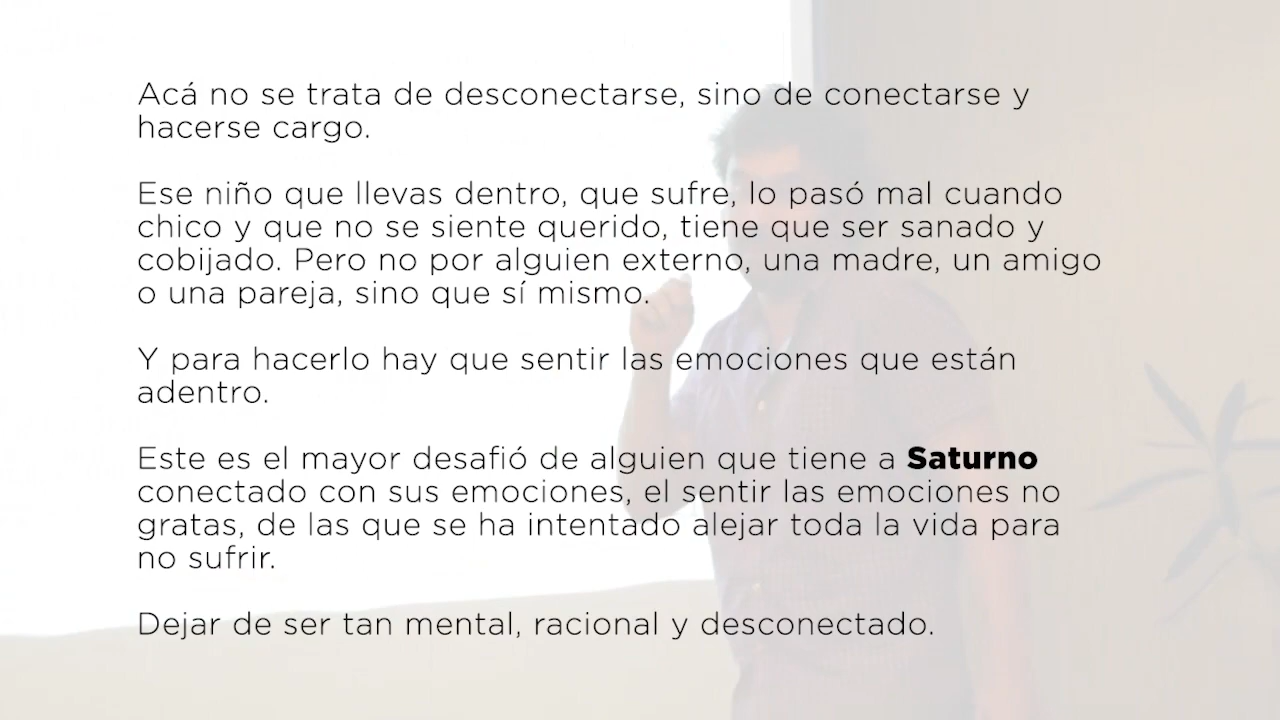 Acá no se trata de desconectarse, sino de conectarse y
hacerse cargo.
Ese niño que llevas dentro, que sufre, lo pasó mal cuando
chico y que no se siente querido, tiene que ser sanado y
cobijado. Pero no por alguien externo, una madre, un amigo
o una pareja, sino que sí mismo.
Y para hacerlo hay que sentir las emociones que están
adentro.
Este es el mayor desafió de alguien que tiene a Saturno
conectado con sus emociones, el sentir las emociones no
gratas, de las que se ha intentado alejar toda la vida para
no sufrir.
Dejar de ser tan mental, racional y desconectado.